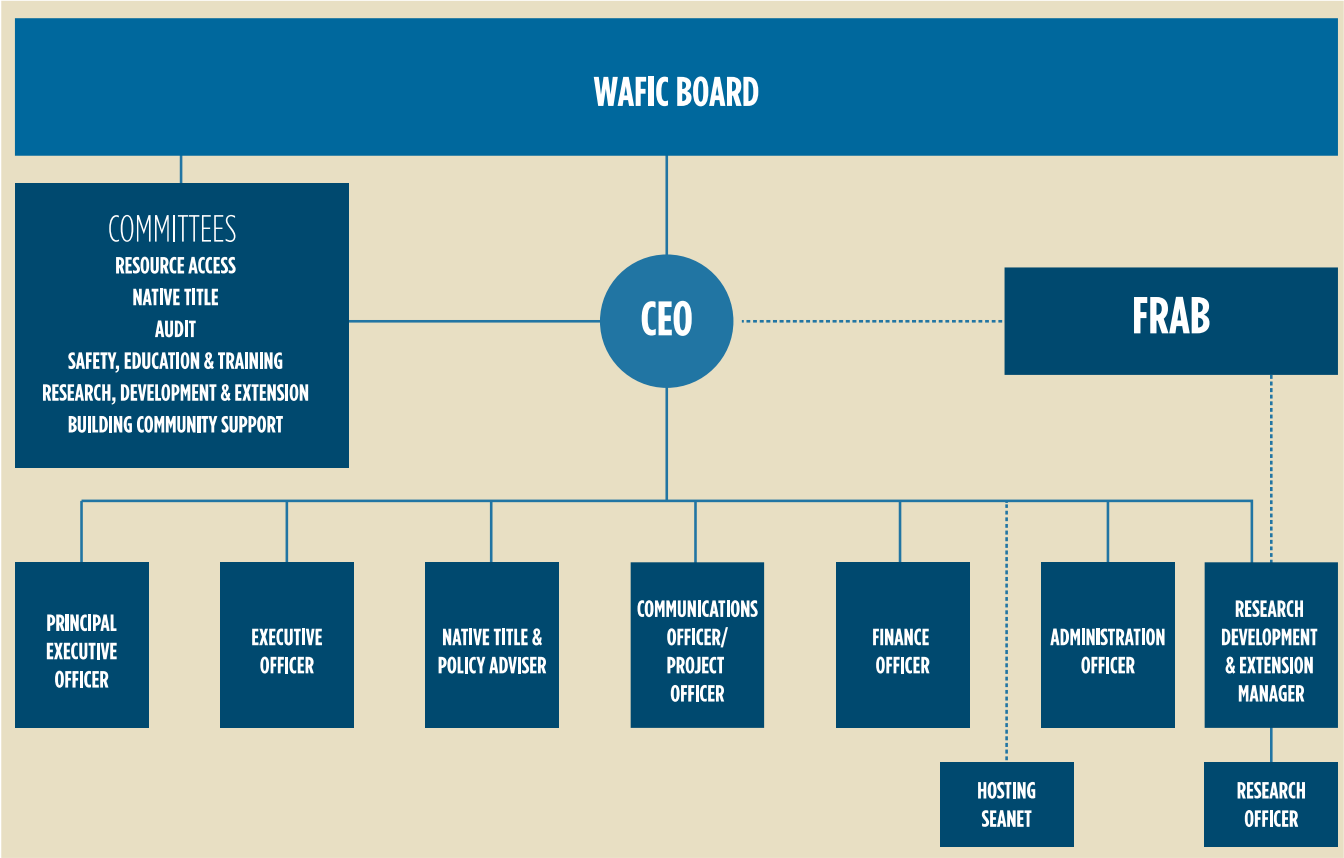 WAFIC BOARD
COMMITTEES
RESOURCE ACCESS
NATIVE TITLE
AUDIT
SAFETY, EDUCATION & TRAINING
RESEARCH, DEVELOPMENT & EXTENSION
BUILDING COMMUNITY SUPPORT
CEO
FRAB
PRINCIPAL
EXECUTIVE
OFFICER
EXECUTIVE
OFFICER
NATIVE TITLE &
POLICY ADVISER
COMMUNICATIONS
OFFICER/
PROJECT
OFFICER
FINANCE
OFFICER
ADMINISTRATION
OFFICER
RESEARCH
DEVELOPMENT
& EXTENSION
MANAGER
HOSTING
SEANET
RESEARCH
OFFICER